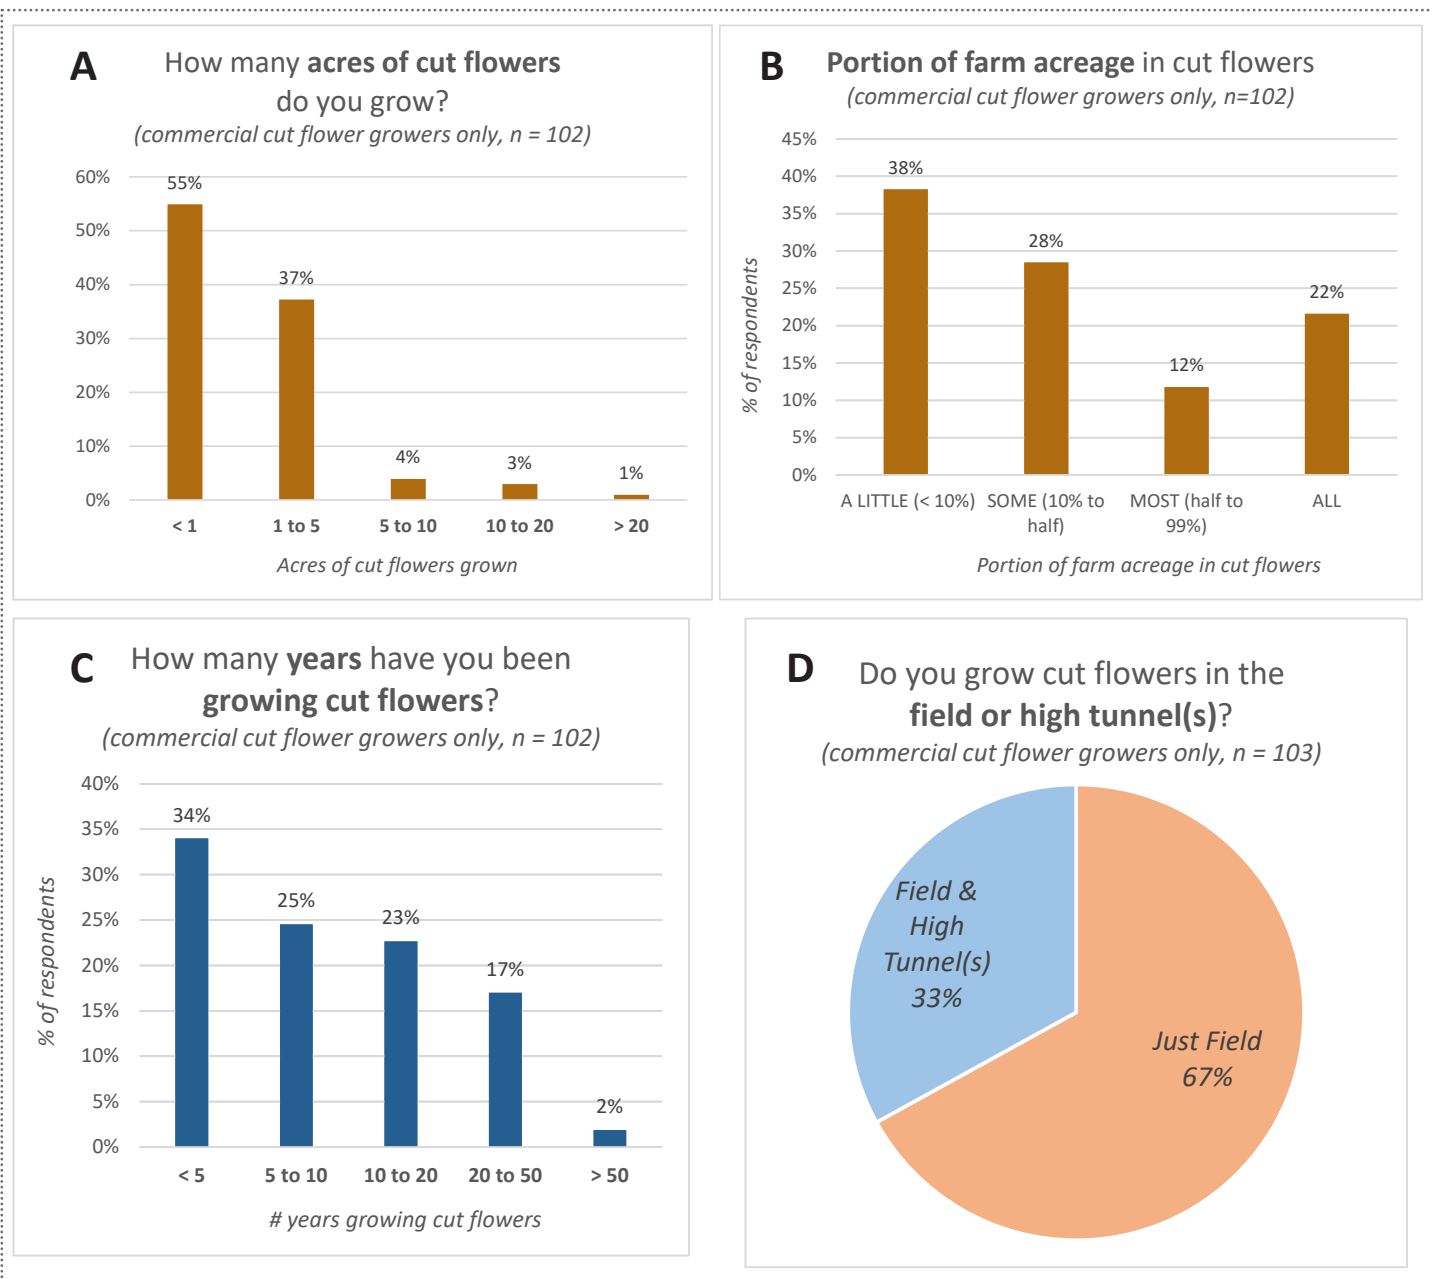 A
How many acres of cut flowers
do you grow?
(commercial cut flower growers only, n = 102)
60%
50%
40%
30%
20%
10%
0%
55%
37%
4%
3%
1%
< 1
1 to 5
5 to 10
10 to 20
> 20
Acres of cut flowers grown
B
Portion of farm acreage in cut flowers
(commercial cut flower growers only, n=102)
% of respondents
45%
40%
35%
30%
25%
20%
15%
10%
5%
0%
38%
28%
12%
22%
A LITTLE (< 10%)
SOME (10% to
half)
MOST (half to
99%)
ALL
Portion of farm acreage in cut flowers
C
How many years have you been
growing cut flowers?
(commercial cut flower growers only, n = 102)
% of respondents
40%
35%
30%
25%
20%
15%
10%
5%
0%
34%
25%
23%
17%
2%
< 5
5 to 10
10 to 20
20 to 50
> 50
# years growing cut flowers
D
Do you grow cut flowers in the
field or high tunnel(s)?
(commercial cut flower growers only, n = 103)
Field &
High
Tunnel(s)
33%
Just Field
67%